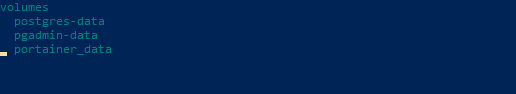 volumes
  postgres-data
  pgadmin-data
  portainer_data